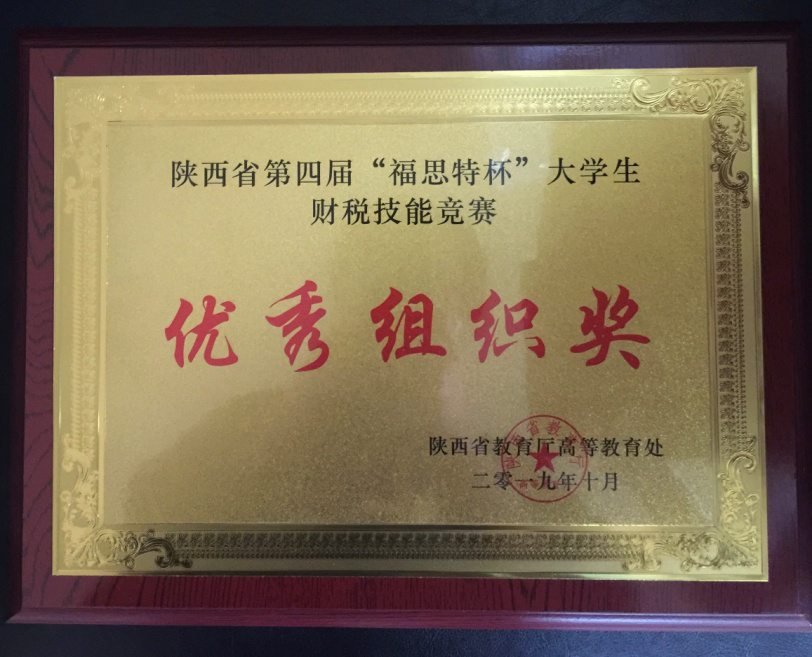 陕西省第四届“福思特杯”大学生
财税技能竞赛
优秀组织奖
陕西省教育厅高等教育处
二零一九年十月